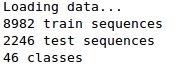 Loading data...
8982 train sequences
2246 test sequences
46 classes